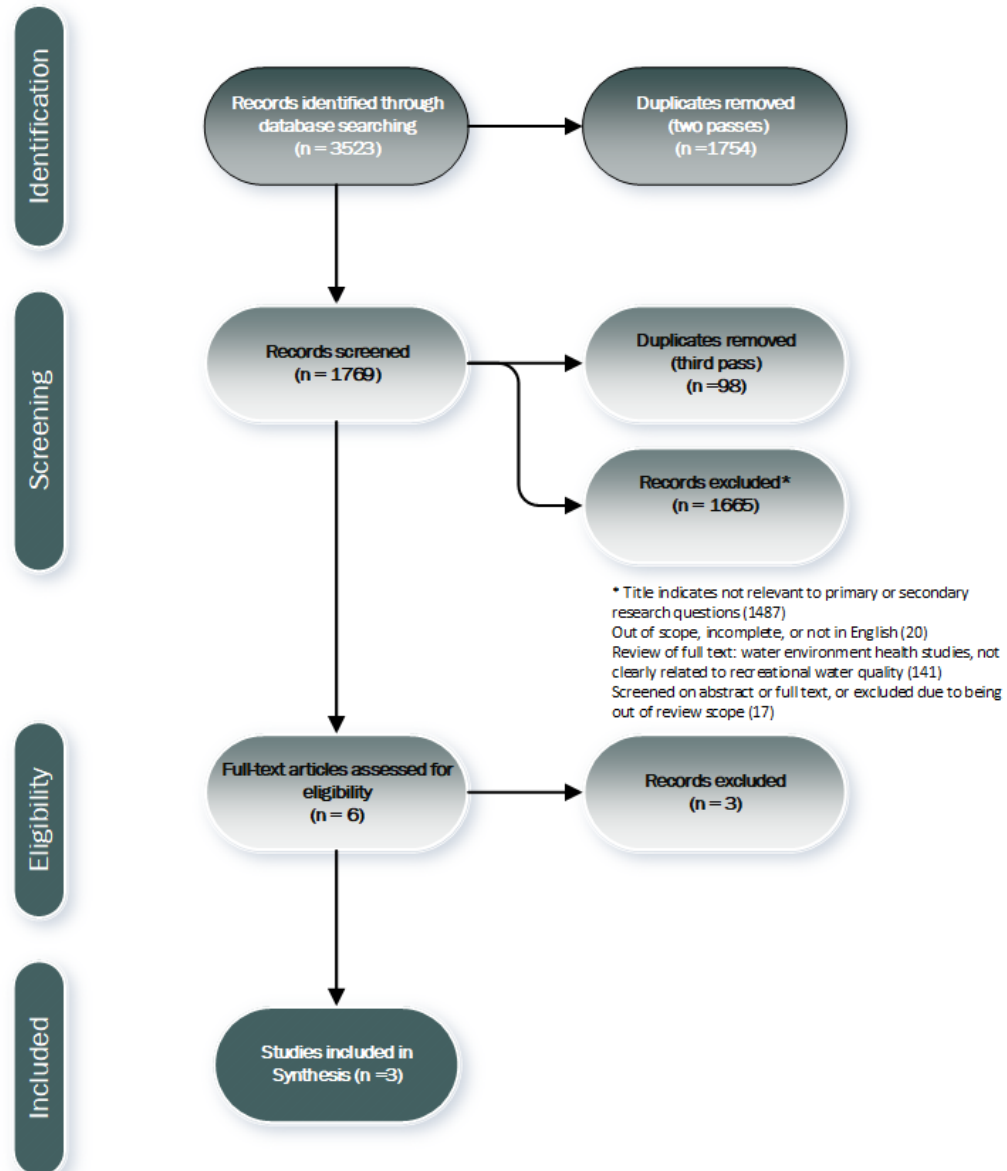 Identification
Records identified through
database searching
(n = 3523)
Duplicates removed
(two passes)
(n =1754)
Screening
Records screened
(n = 1769)
Duplicates removed
(third pass)
(n =98)
Records excluded*
(n = 1665)
* Title indicates not relevant to primary or secondary
research questions (1487)
Out of scope, incomplete, or not in English (20)
Review of full text: water environment health studies, not
clearly related to recreational water quality (141)
Screened on abstract or full text, or excluded due to being
out of review scope (17)
Eligibility
Full-text articles assessed for
eligibility
(n = 6)
Records excluded
(n = 3)
Included
Studies included in
Synthesis (n =3)